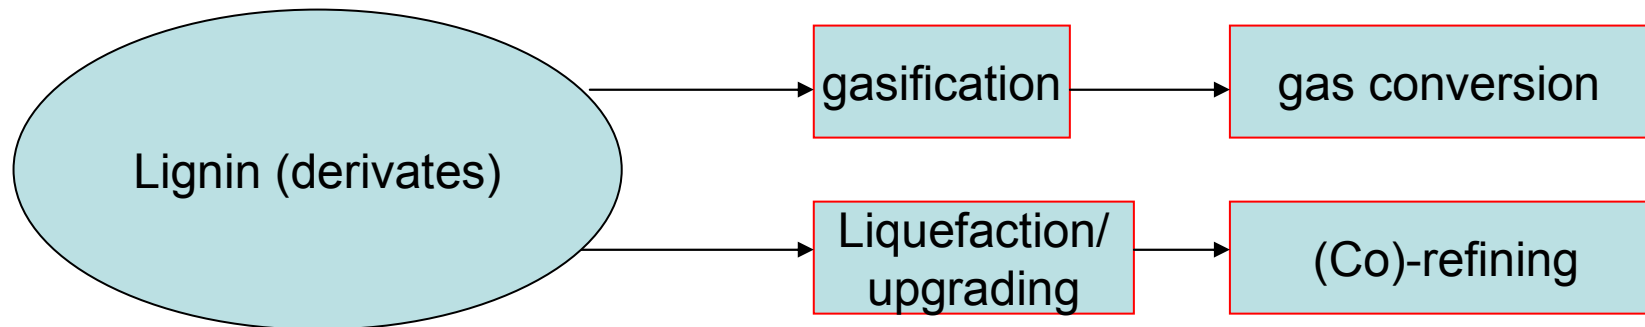 gasification
gas conversion
Lignin (derivates)
Liquefaction/
upgrading
(Co)-refining